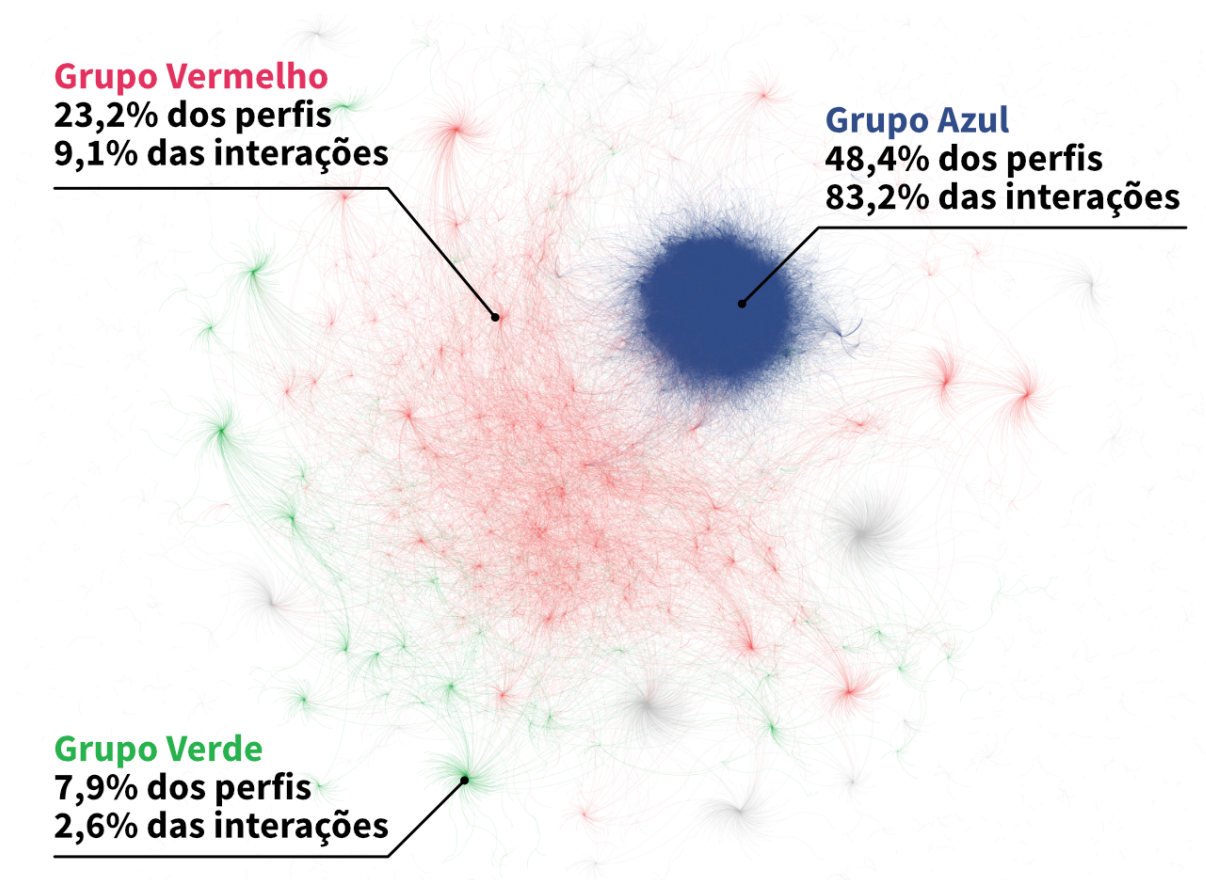 Grupo Vermelho
23,2% dos perfis
9,1% das interações
Grupo Azul
48,4% dos perfis
83,2% das interações
Grupo Verde
7,9% dos perfis
2,6% das interações